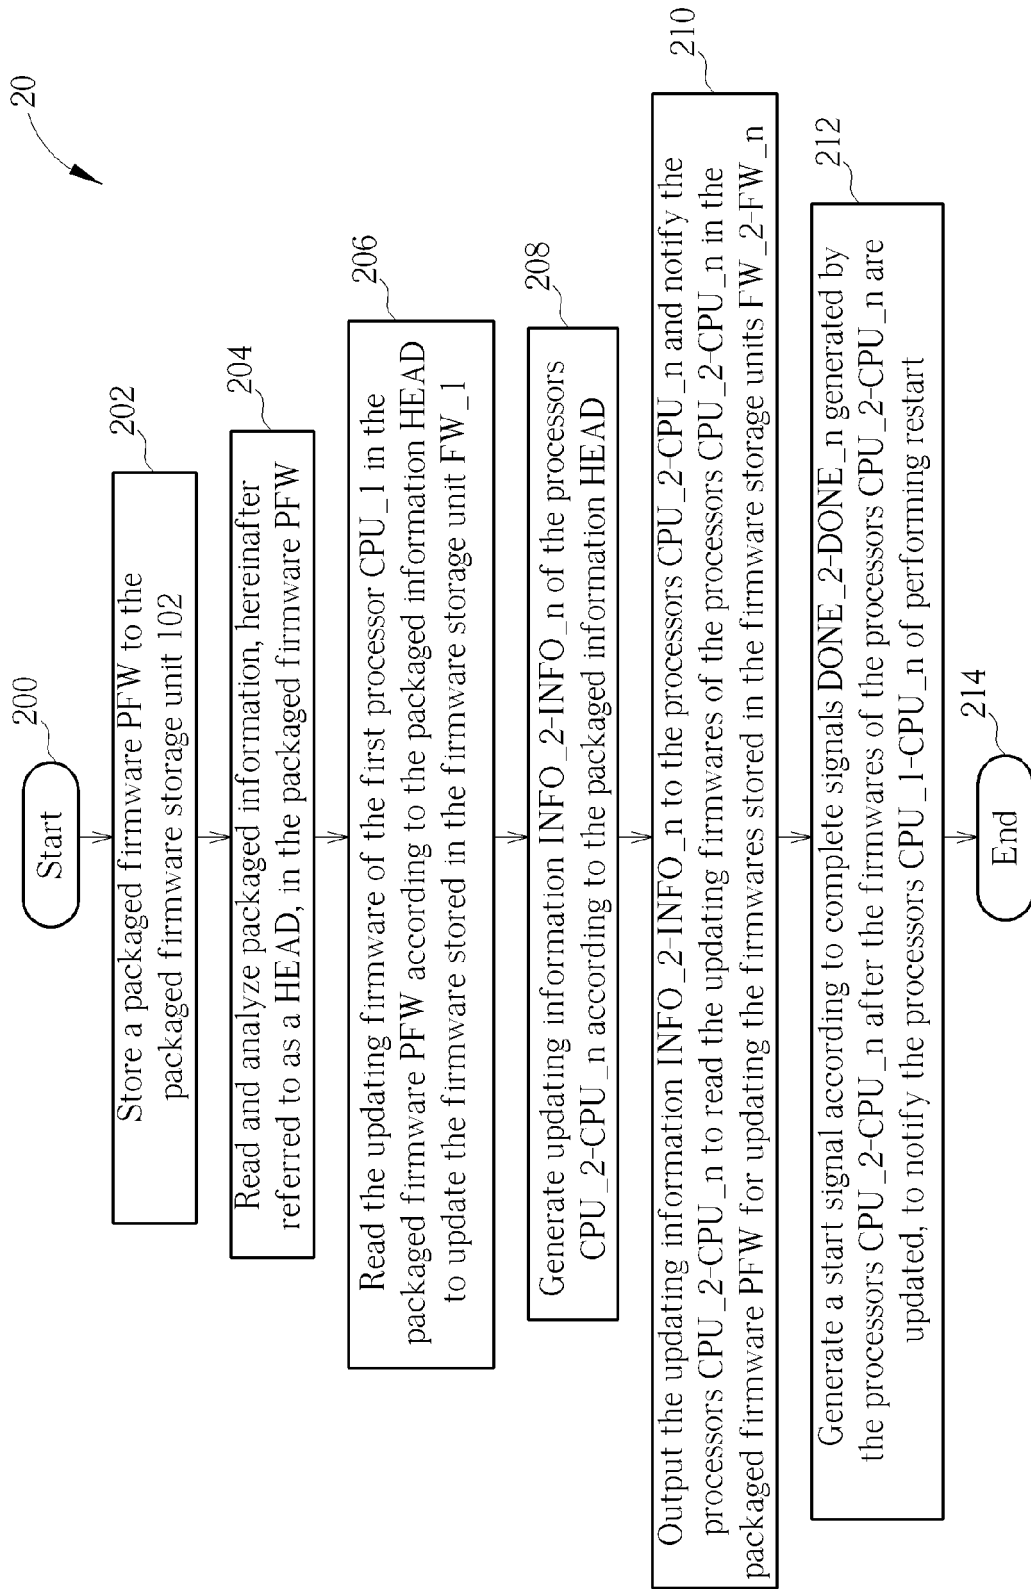 20
Start
200
Store a packaged firmware PFW to the
packaged firmware storage unit 102
202
Read and analyze packaged information, hereinafter
referred to as a HEAD, in the packaged firmware PFW
204
Read the updating firmware of the first processor CPU_1 in the
packaged firmware PFW according to the packaged information HEAD
to update the firmware stored in the firmware storage unit FW_1
206
Generate updating information INFO_2-INFO_n of the processors
CPU_2-CPU_n according to the packaged information HEAD
208
Output the updating information INFO_2-INFO_n to the processors CPU_2-CPU_n and notify the
processors CPU_2-CPU_n to read the updating firmwares of the processors CPU_2-CPU_n in the
packaged firmware PFW for updating the firmwares stored in the firmware storage units FW_2-FW_n
210
Generate a start signal according to complete signals DONE_2-DONE_n generated by
the processors CPU_2-CPU_n after the firmwares of the processors CPU_2-CPU_n are
updated, to notify the processors CPU_1-CPU_n of performing restart
212
End
214